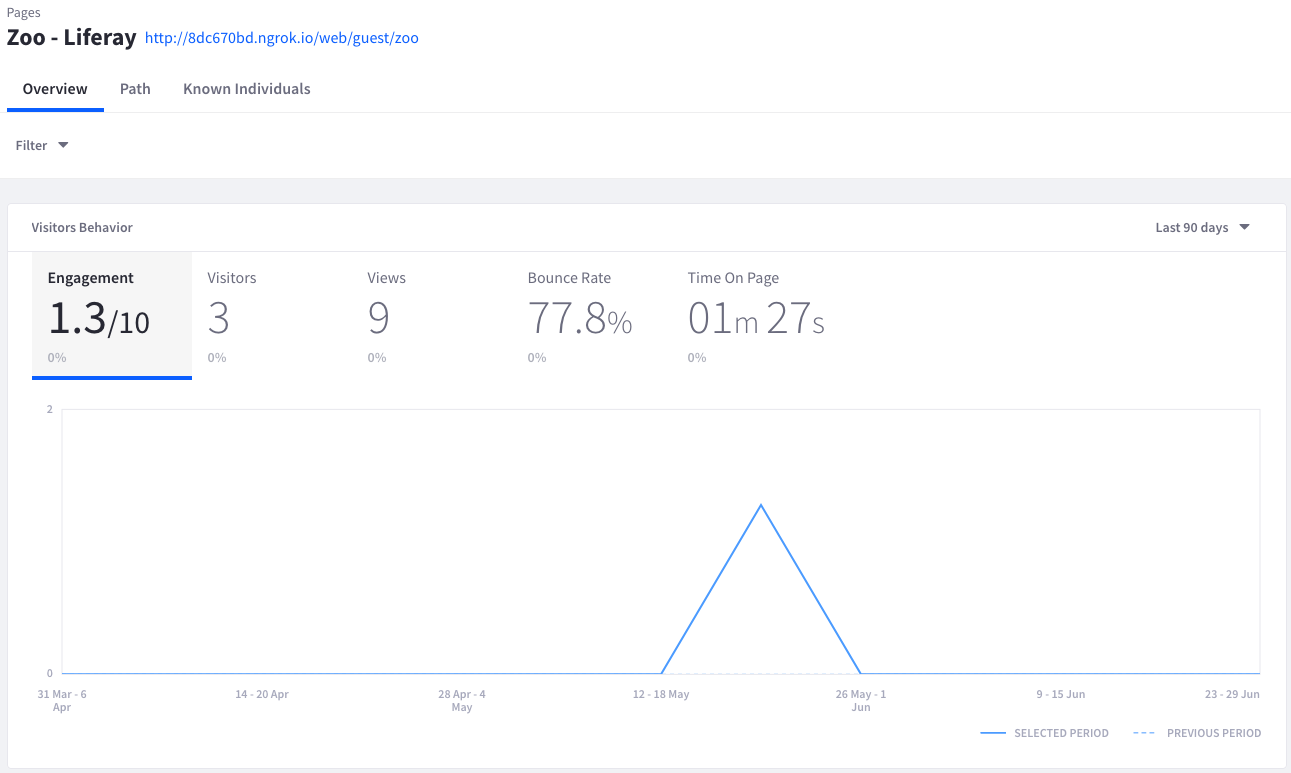 Pages
Zoo - Liferay http://8dc670bd.ngrok.io/web/guest/zoo
Overview Path Known Individuals
Filter
Visitors Behavior Last 90 days
Engagement Visitors Views Bounce Rate Time On Page
1.3/10 3 9 77.8% 01m 27s
0% 0% 0% 0% 0%
2
0
31 Mar - 6 14 - 20 Apr 28 Apr - 4 12 - 18 May 26 May - 1 9 - 15 Jun 23 - 29 Jun
Apr May Jun
SELECTED PERIOD PREVIOUS PERIOD